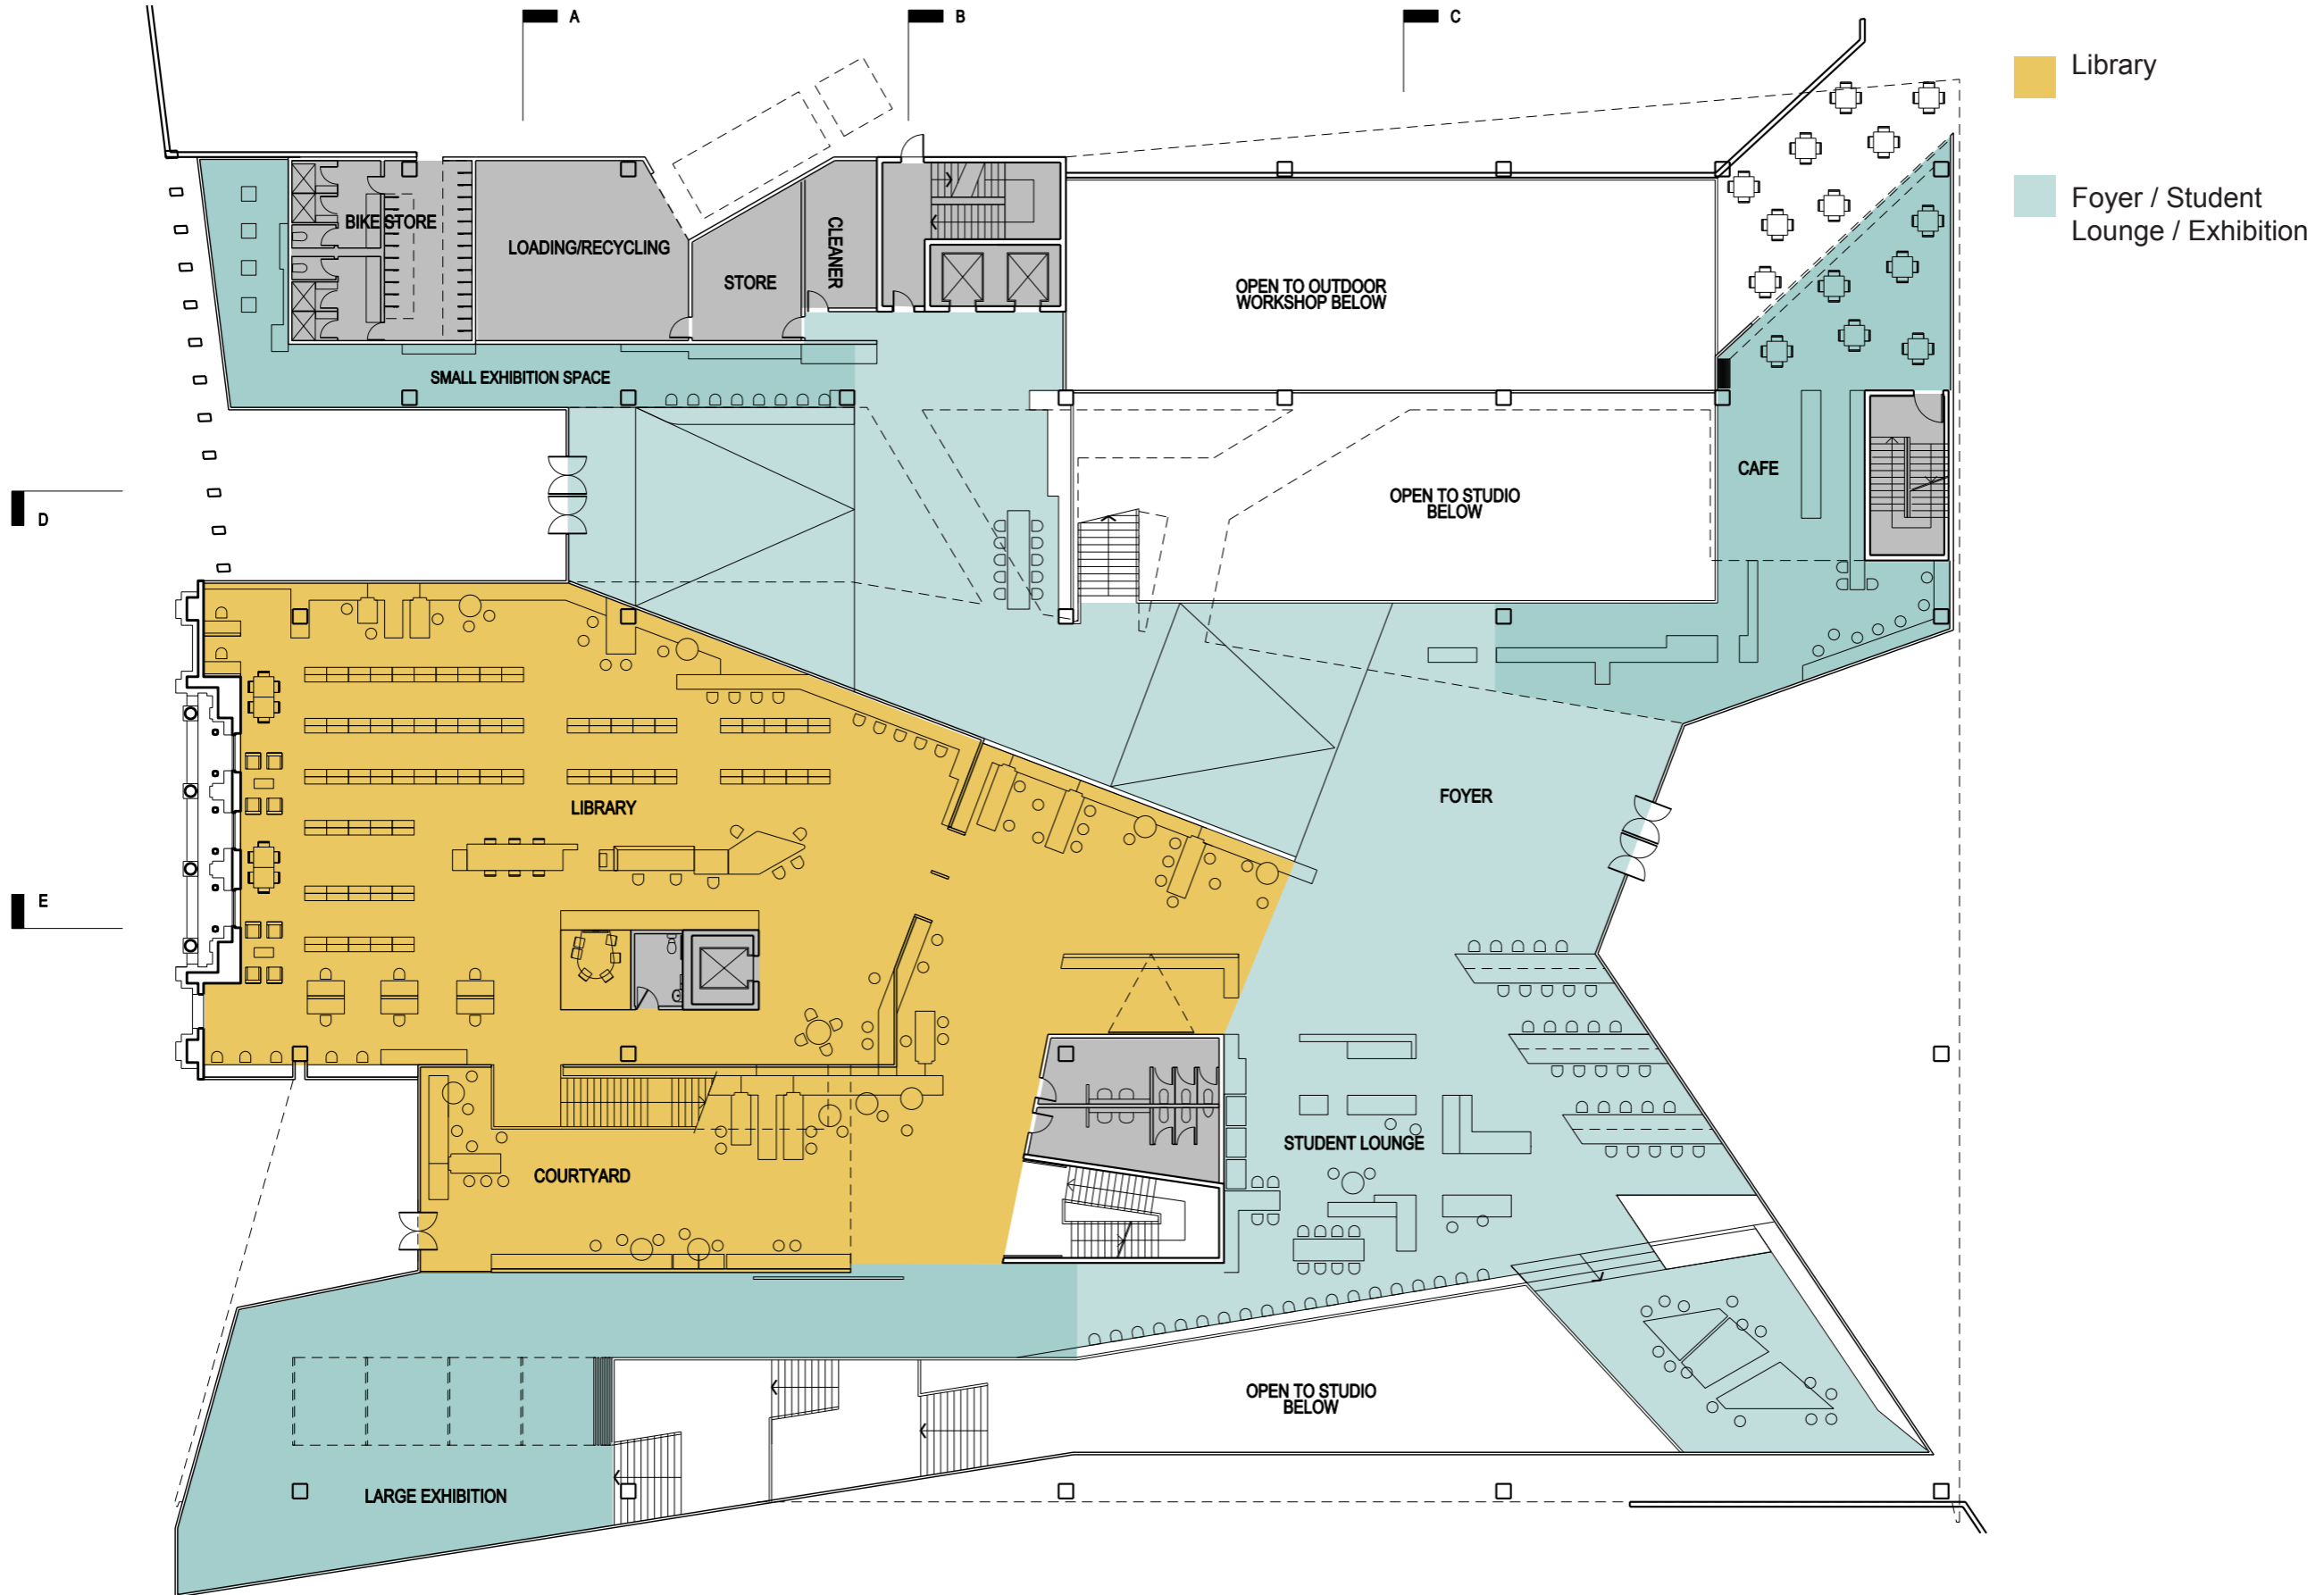 A
B
C
Library
Foyer / Student
Lounge / Exhibition
BIKE STORE
LOADING/RECYCLING
STORE
CLEANER
OPEN TO OUTDOOR
WORKSHOP BELOW
SMALL EXHIBITION SPACE
CAFE
OPEN TO STUDIO
BELOW
D
FOYER
LIBRARY
E
STUDENT LOUNGE
COURTYARD
OPEN TO STUDIO
BELOW
LARGE EXHIBITION